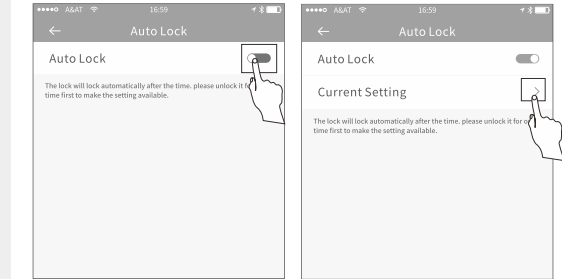 A&AT 16:59
Auto Lock
Auto Lock
The lock will lock automatically after the time. please unlock it
time first to make the setting available.
A&AT 16:59
Auto Lock
Auto Lock
Current Setting
The lock will lock automatically after the time. please unlock it for
time first to make the setting available.